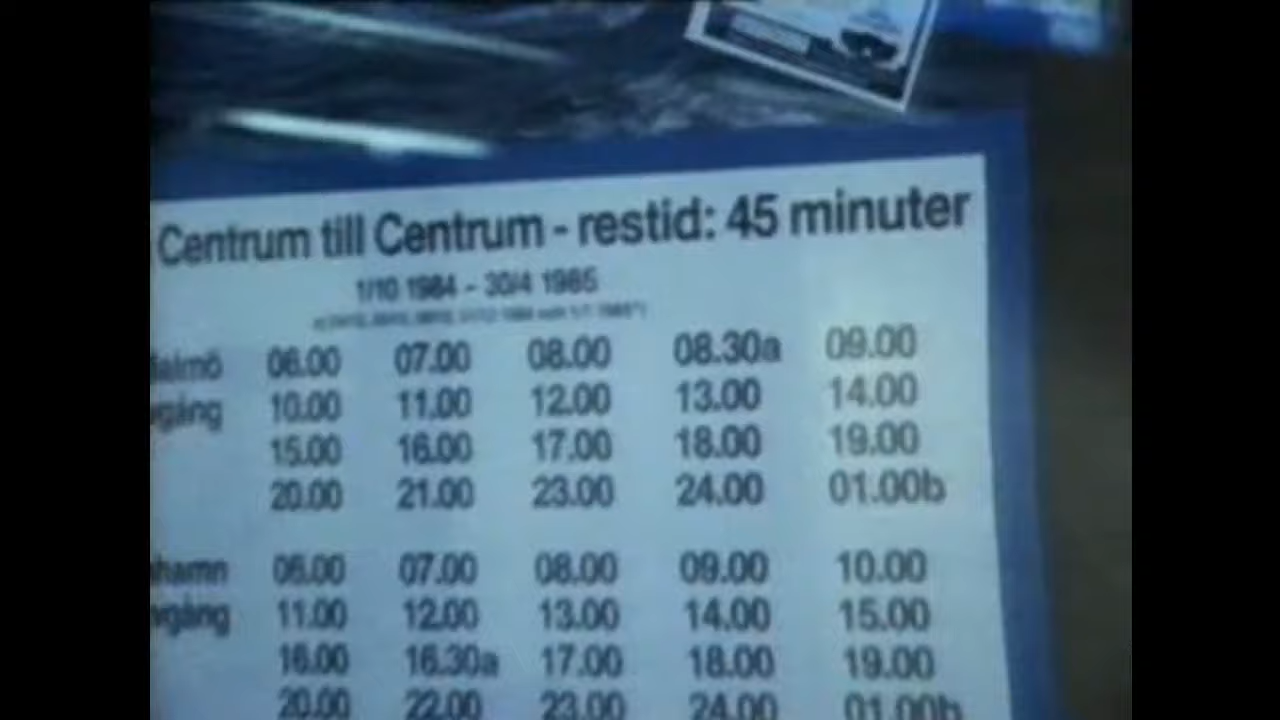 Centrum till Centrum - restid: 45 minuter
1/10 1984 - 30/4 1985
almö 06.00 07.00 08.00 08.30a 09.00
gång 10.00 11.00 12.00 13.00 14.00
15.00 16.00 17.00 18.00 19.00
20.00 21.00 23.00 24.00 01.00b
hamn 06.00 07.00 08.00 09.00 10.00
gång 11.00 12.00 13.00 14.00 15.00
16.00 16.30a 17.00 18.00 19.00
20.00 22.00 23.00 24.00 01.00b